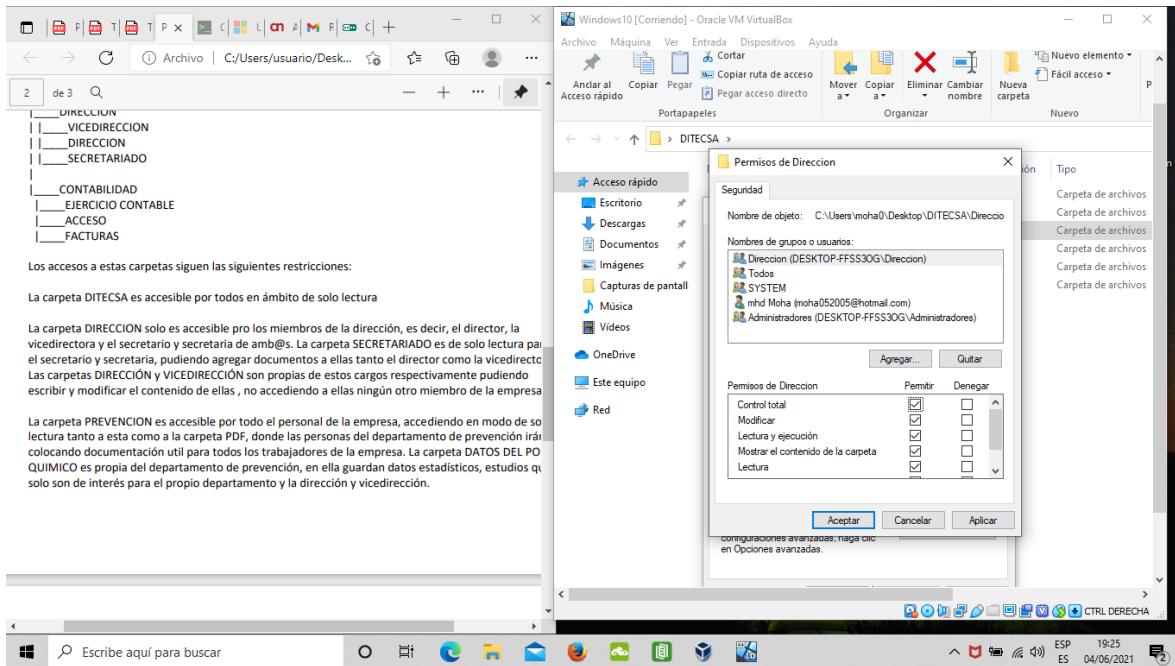 P
T
T
P
C
L
A
R
C
Archivo
C:/Users/usuario/Desk...
2
de 3
|____DIRECCION
| |____VICEDIRECCION
| |____DIRECCION
| |____SECRETARIADO
|
|____CONTABILIDAD
|____EJERCICIO CONTABLE
|____ACCESO
|____FACTURAS
Los accesos a estas carpetas siguen las siguientes restricciones:
La carpeta DITECSA es accesible por todos en ámbito de solo lectura
La carpeta DIRECCION solo es accesible pro los miembros de la dirección, es decir, el director, la
vicedirectora y el secretario y secretaria de amb@s. La carpeta SECRETARIADO es de solo lectura
el secretario y secretaria, pudiendo agregar documentos a ellas tanto el director como la
Las carpetas DIRECCIÓN y VICEDIRECCIÓN son propias de estos cargos respectivamente pudiendo
escribir y modificar el contenido de ellas , no accediendo a ellas ningún otro miembro de la empresa
La carpeta PREVENCION es accesible por todo el personal de la empresa, accediendo en modo de so
lectura tanto a esta como a la carpeta PDF, donde las personas del departamento de prevención irá
colocando documentación util para todos los trabajadores de la empresa. La carpeta DATOS DEL PO
QUIMICO es propia del departamento de prevención, en ella guardan datos estadísticos, estudios
solo son de interés para el propio departamento y la dirección y vicedirección.
Windows10 [Corriendo] - Oracle VM VirtualBox
Archivo Máquina Ver Entrada Dispositivos Ayuda
Anclar al
Acceso rápido
Copiar
Pegar
Cortar
Copiar ruta de acceso
Pegar acceso directo
Portapapeles
Mover
a
Copiar
a
Eliminar
Cambiar
nombre
Organizar
Nueva
carpeta
Nuevo elemento
Fácil acceso
Nuevo
P
DITECSA
Acceso rápido
Escritorio
Descargas
Documentos
Imágenes
Capturas de pantall
Música
Vídeos
OneDrive
Este equipo
Red
ión
Tipo
Carpeta de archivos
Carpeta de archivos
Carpeta de archivos
Carpeta de archivos
Carpeta de archivos
Carpeta de archivos
Permisos de Direccion
Seguridad
Nombre de objeto: C:\Users\moha0\Desktop\DITECSA\Direccio
Nombres de grupos o usuarios:
Direccion (DESKTOP-FFSS3OG\Direccion)
Todos
SYSTEM
mhd Moha (moha052005@hotmail.com)
Administradores (DESKTOP-FFSS3OG\Administradores)
Agregar...
Quitar
Permisos de Direccion
Permitir
Denegar
Control total
Modificar
Lectura y ejecución
Mostrar el contenido de la carpeta
Lectura
Aceptar
Cancelar
Aplicar
configuraciones avanzadas, haga clic
en Opciones avanzadas.
CTRL DERECHA
Escribe aquí para buscar
ESP
ES
19:25
04/06/2021
2